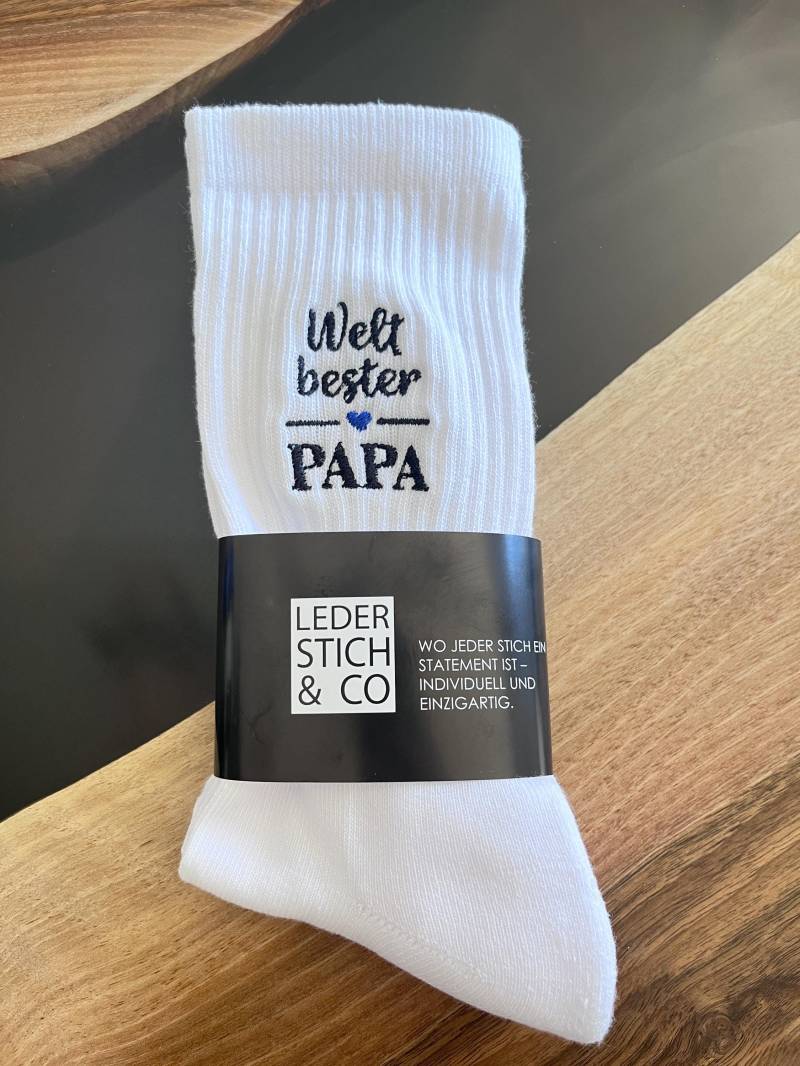 Welt
bester
PAPA
LEDER
STICH
& CO
WO JEDER STICH EIN
STATEMENT IST –
INDIVIDUELL UND
EINZIGARTIG.